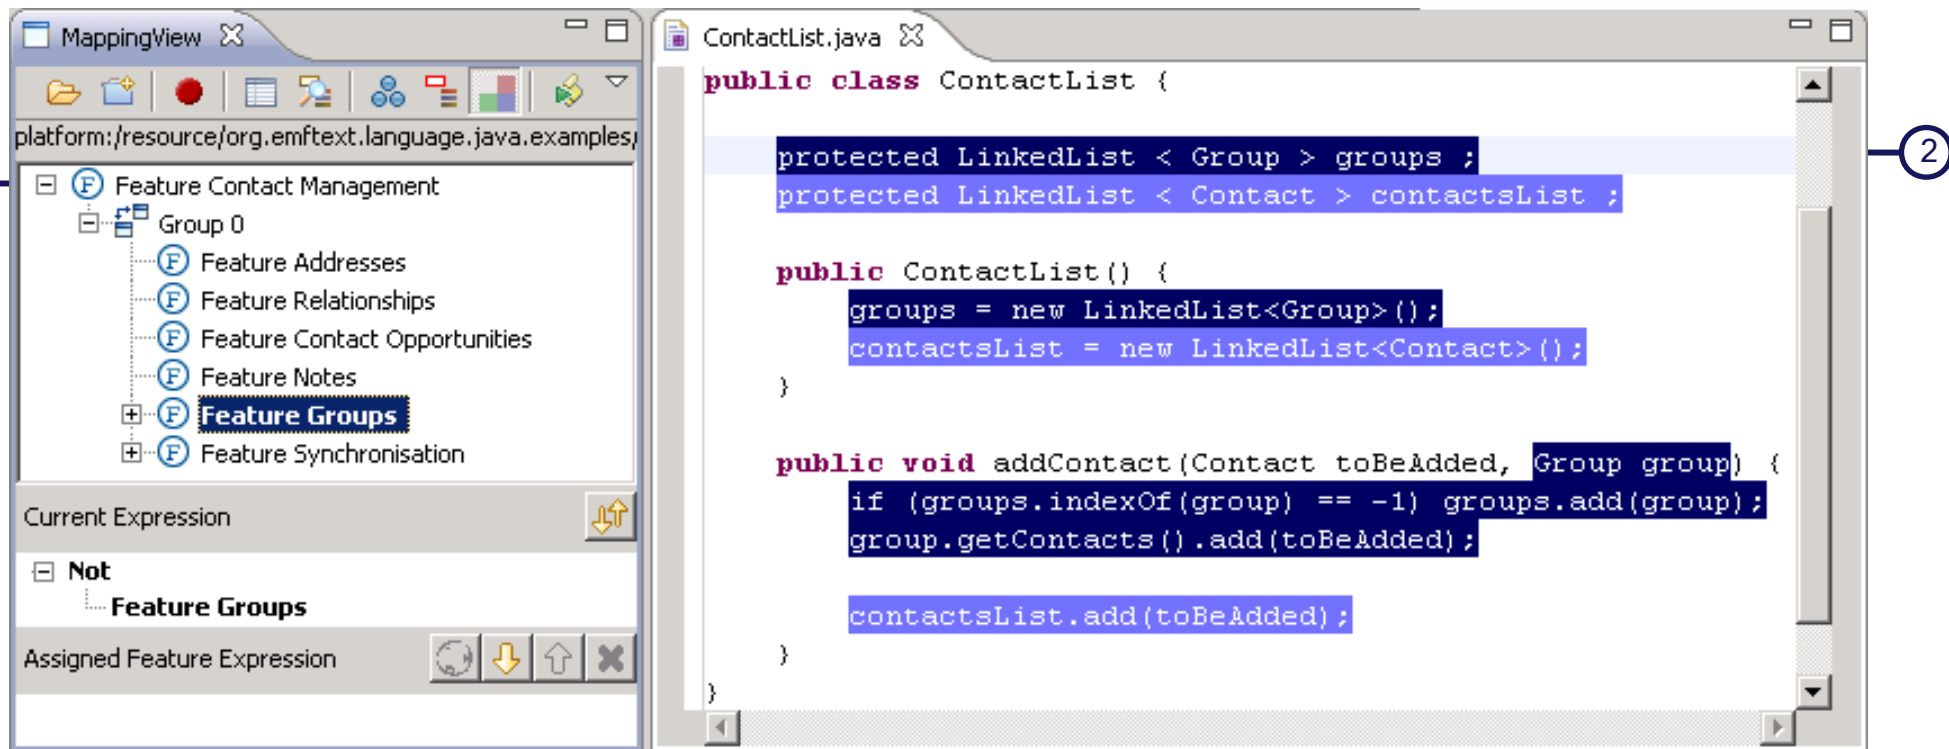 MappingView
platform:/resource/org.emftext.language.java.examples/
Feature Contact Management
Group 0
Feature Addresses
Feature Relationships
Feature Contact Opportunities
Feature Notes
Feature Groups
Feature Synchronisation
Current Expression
Not
Feature Groups
Assigned Feature Expression
ContactList.java
public class ContactList {
protected LinkedList < Group > groups ;
protected LinkedList < Contact > contactsList ;
public ContactList() {
groups = new LinkedList<Group>();
contactsList = new LinkedList<Contact>();
}
public void addContact(Contact toBeAdded, Group group) {
if (groups.indexOf(group) == -1) groups.add(group);
group.getContacts().add(toBeAdded);
contactsList.add(toBeAdded);
}
}
2